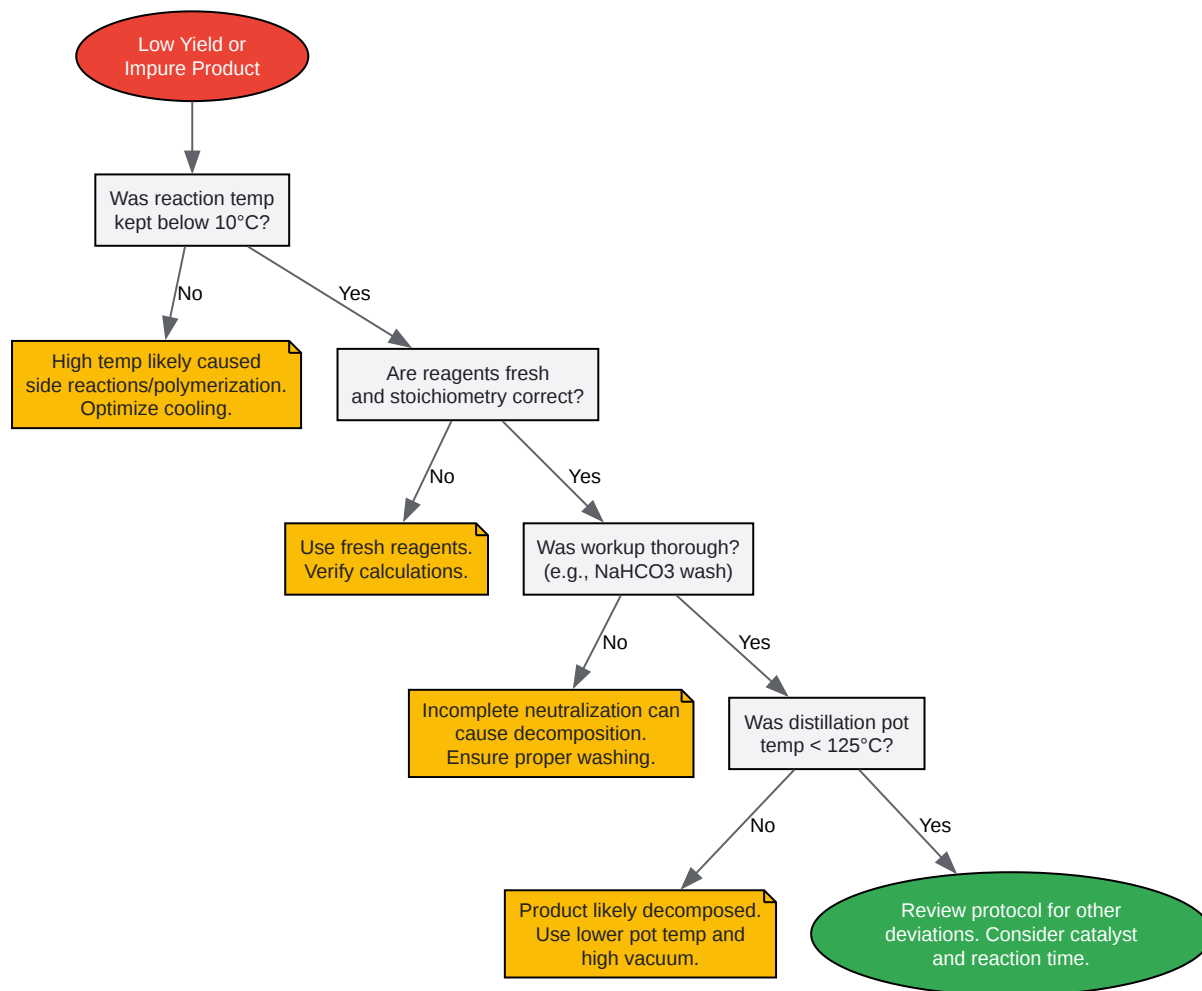 Low Yield or
Impure Product
Was reaction temp
kept below 10°C?
No
Yes
High temp likely caused
side reactions/polymerization.
Optimize cooling.
Are reagents fresh
and stoichiometry correct?
No
Yes
Use fresh reagents.
Verify calculations.
Was workup thorough?
(e.g., NaHCO3 wash)
No
Yes
Incomplete neutralization can
cause decomposition.
Ensure proper washing.
Was distillation pot
temp < 125°C?
No
Yes
Product likely decomposed.
Use lower pot temp and
high vacuum.
Review protocol for other
deviations. Consider catalyst
and reaction time.